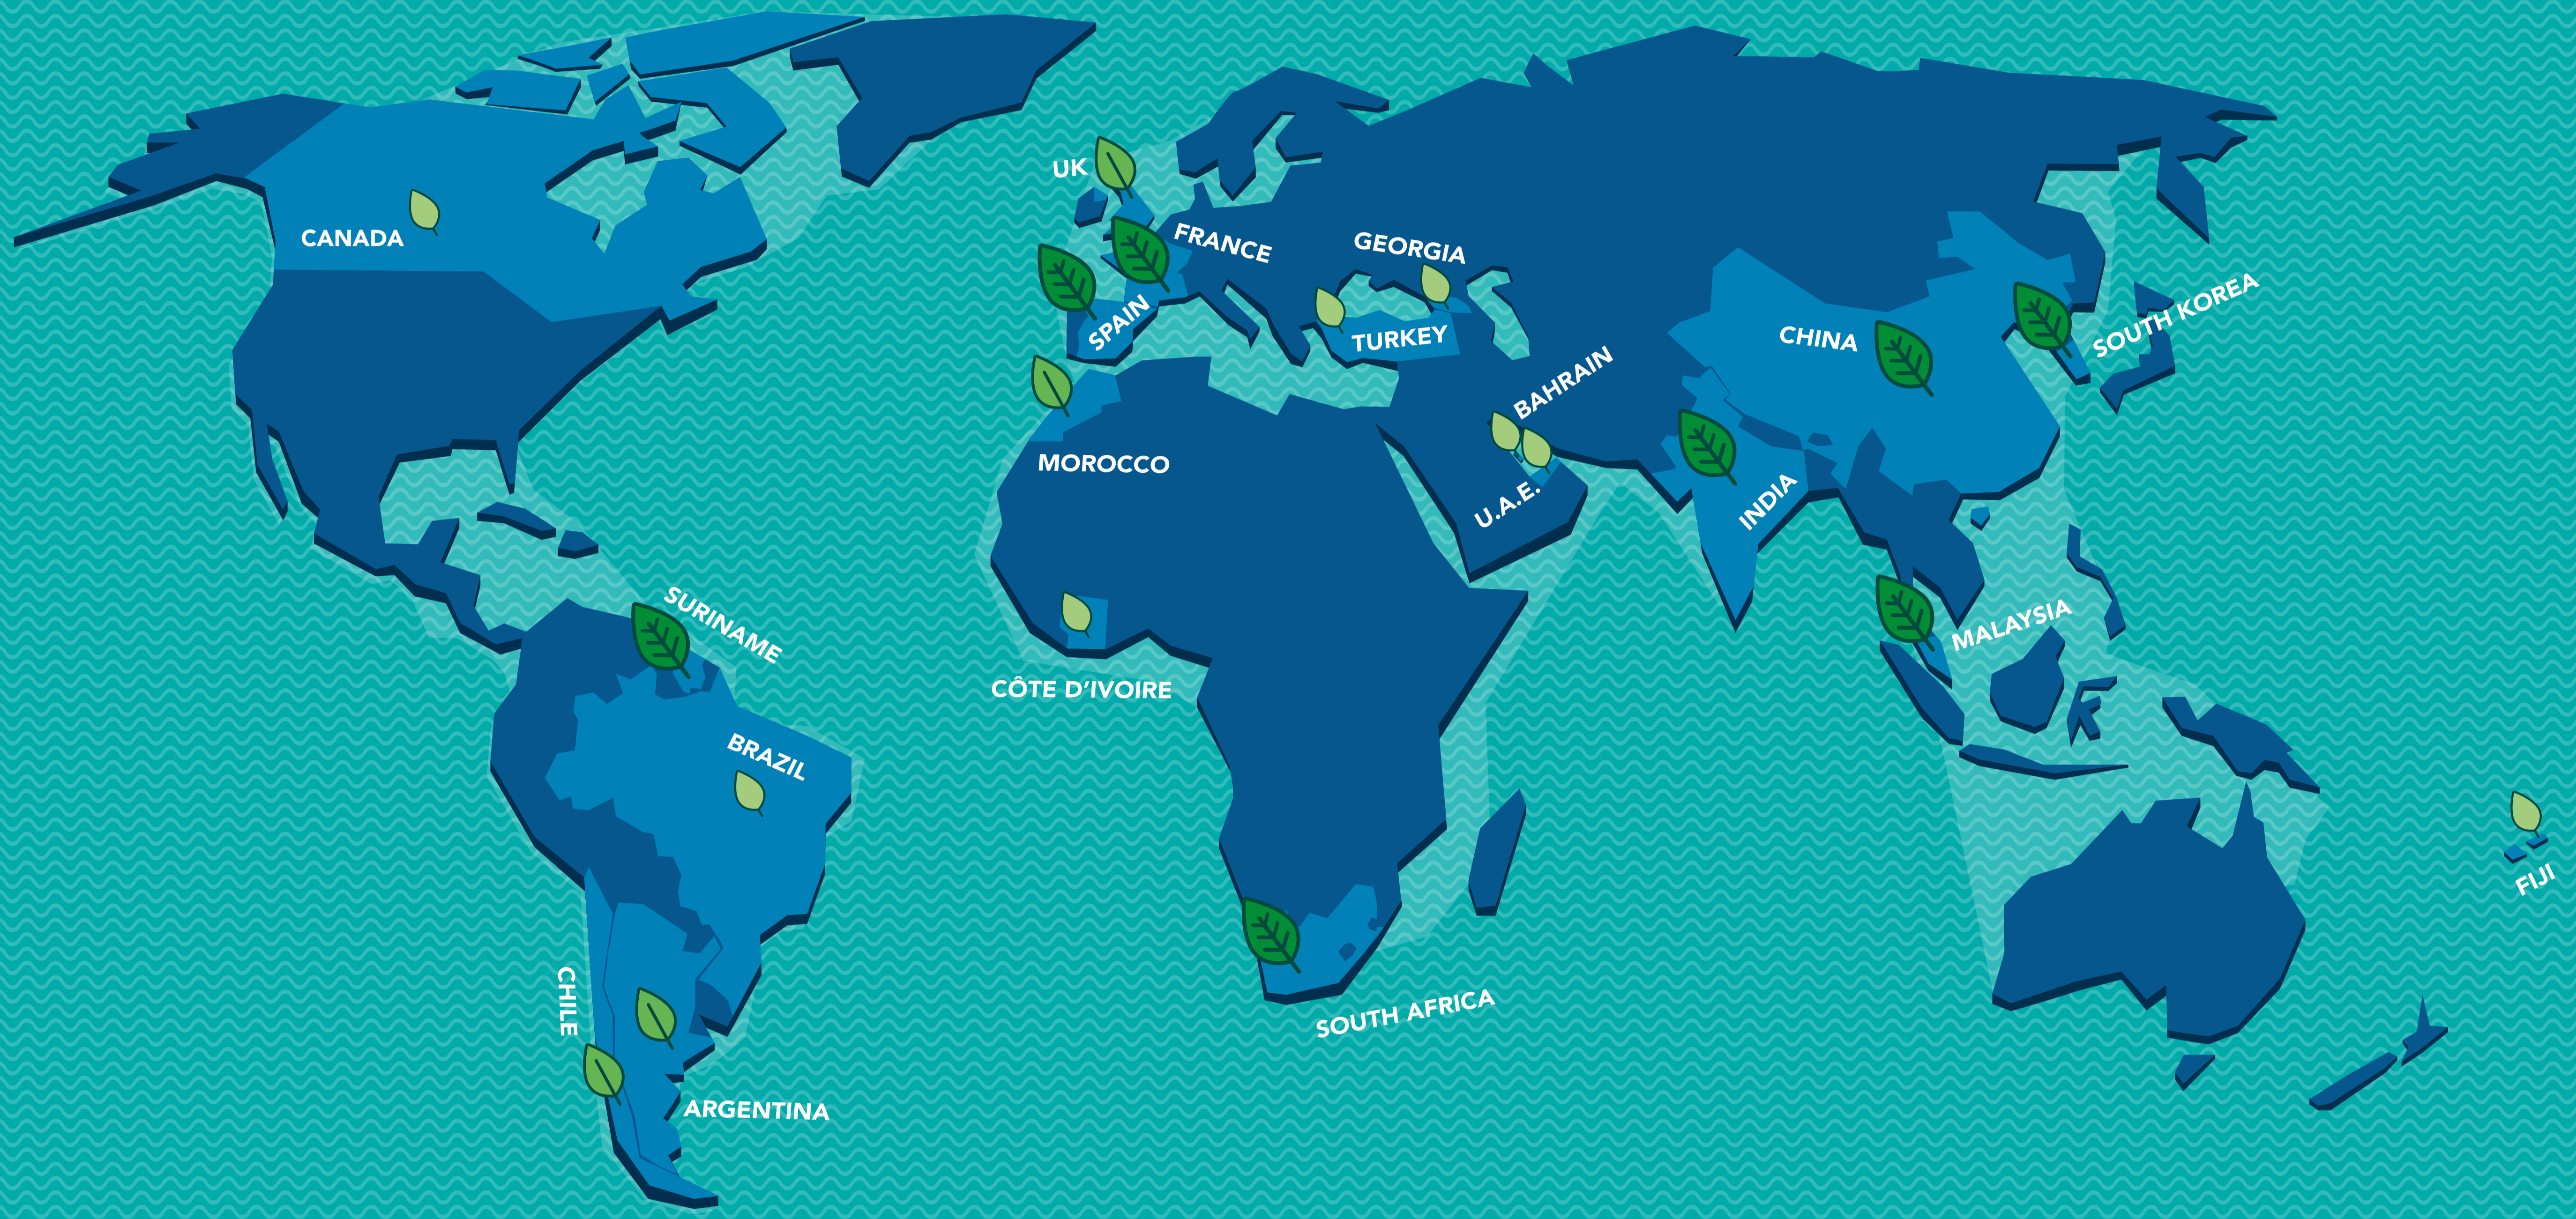 UK
CANADA
FRANCE
GEORGIA
SPAIN
TURKEY
CHINA
SOUTH KOREA
BAHRAIN
MOROCCO
U.A.E.
INDIA
SURINAME
MALAYSIA
CÔTE D'IVOIRE
BRAZIL
FIJI
CHILE
SOUTH AFRICA
ARGENTINA